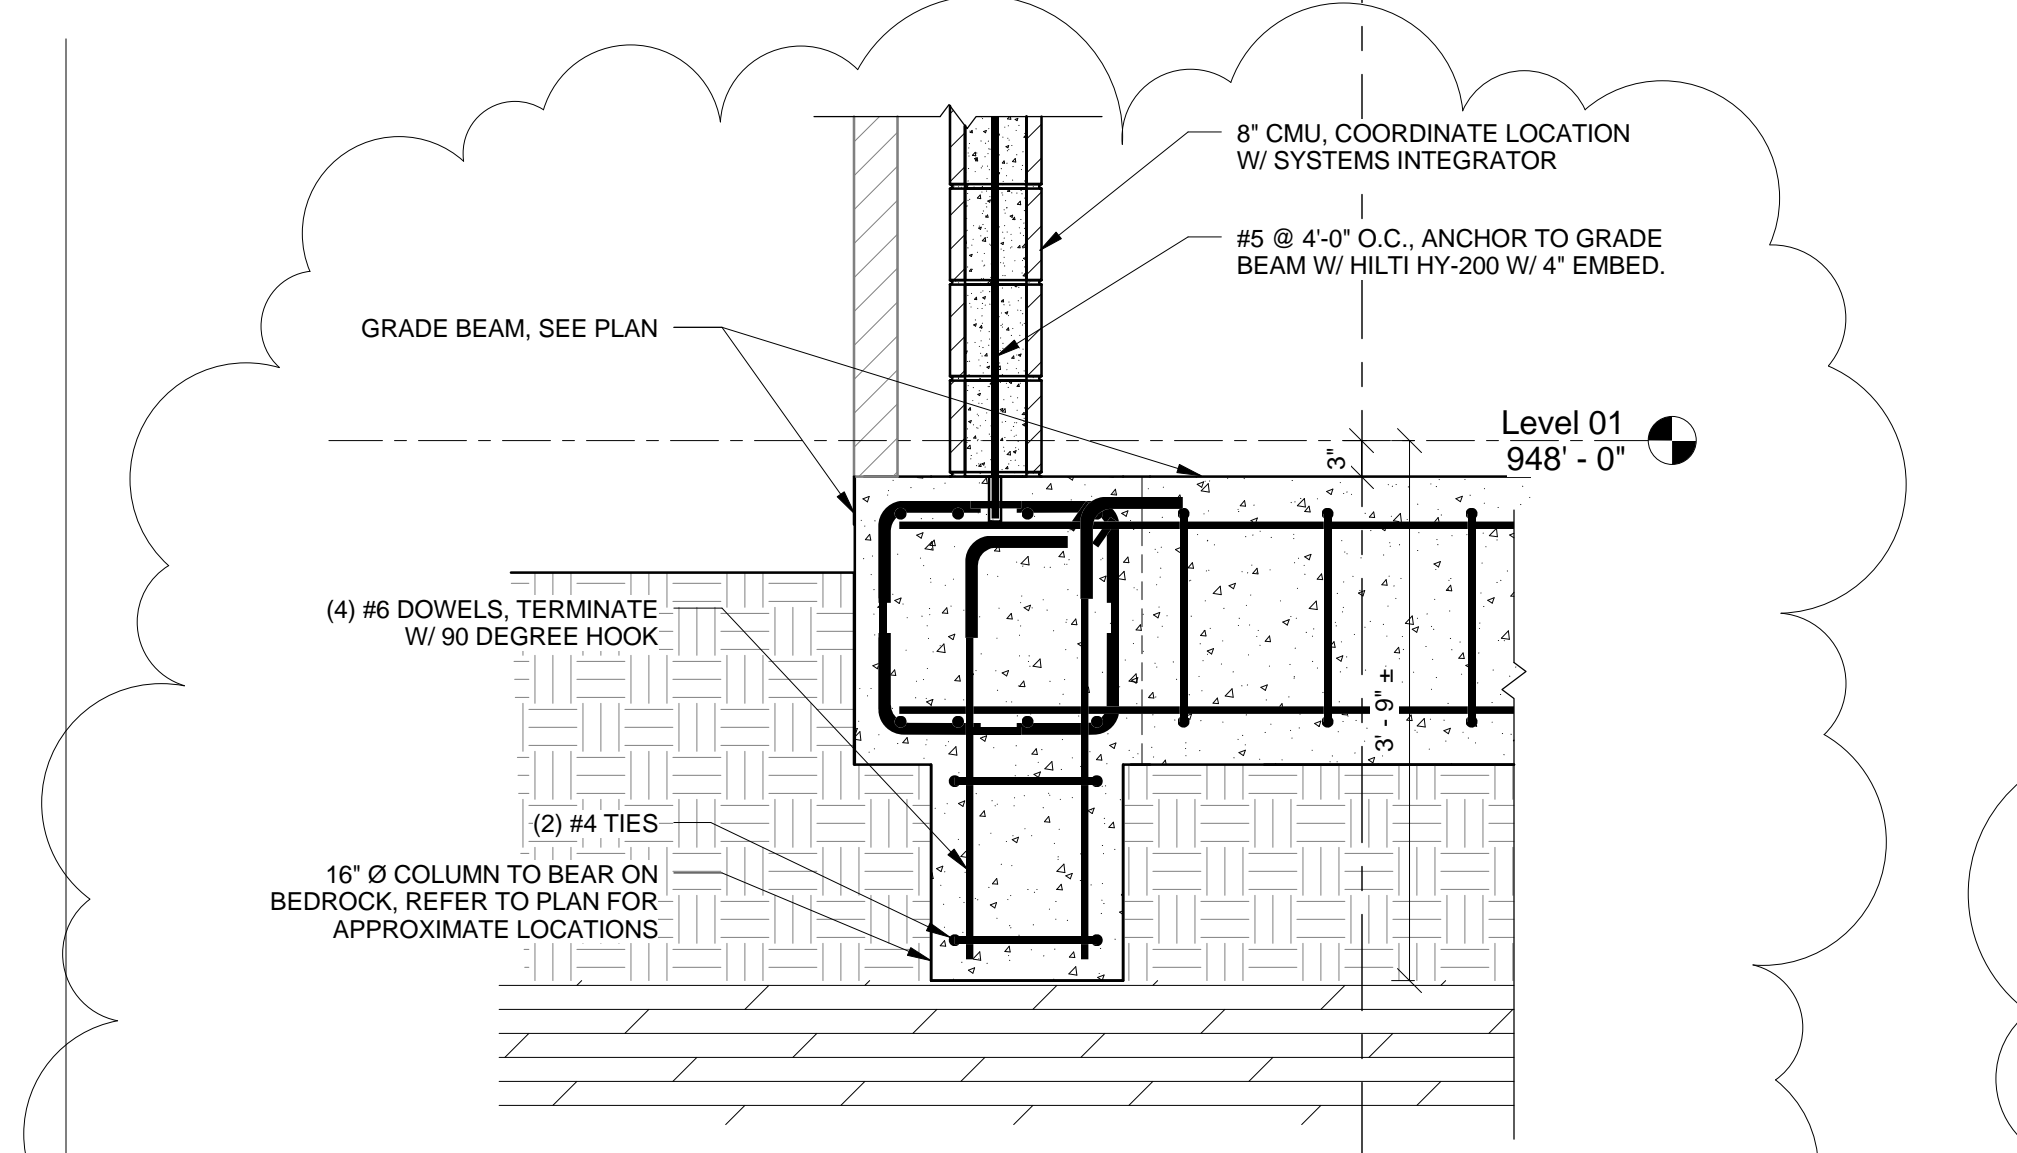 8" CMU, COORDINATE LOCATION
W/ SYSTEMS INTEGRATOR
#5 @ 4'-0" O.C., ANCHOR TO GRADE
BEAM W/ HILTI HY-200 W/ 4" EMBED.
GRADE BEAM, SEE PLAN
Level 01
948' - 0"
3"
(4) #6 DOWELS, TERMINATE
W/ 90 DEGREE HOOK
3' - 9" ±
(2) #4 TIES
16" Ø COLUMN TO BEAR ON
BEDROCK, REFER TO PLAN FOR
APPROXIMATE LOCATIONS